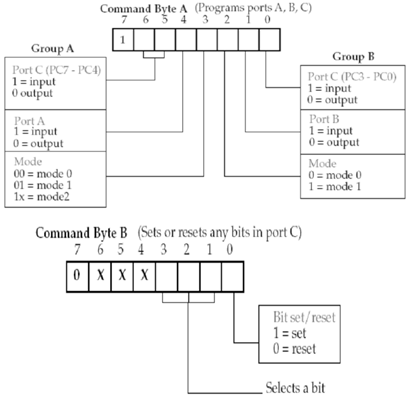 Command Byte A (Programs ports A, B, C)
7 6 5 4 3 2 1 0
1
Group A
Port C (PC7 - PC4)
1 = input
0 output
Port A
1 = input
0 = output
Mode
00 = mode 0
01 = mode 1
1x = mode2
Group B
Port C (PC3 - PC0)
1 = input
0 = output
Port B
1 = input
0 = output
Mode
0 = mode 0
1 = mode 1
Command Byte B (Sets or resets any bits in port C)
7 6 5 4 3 2 1 0
0 X X X
Bit set/reset
1 = set
0 = reset
Selects a bit